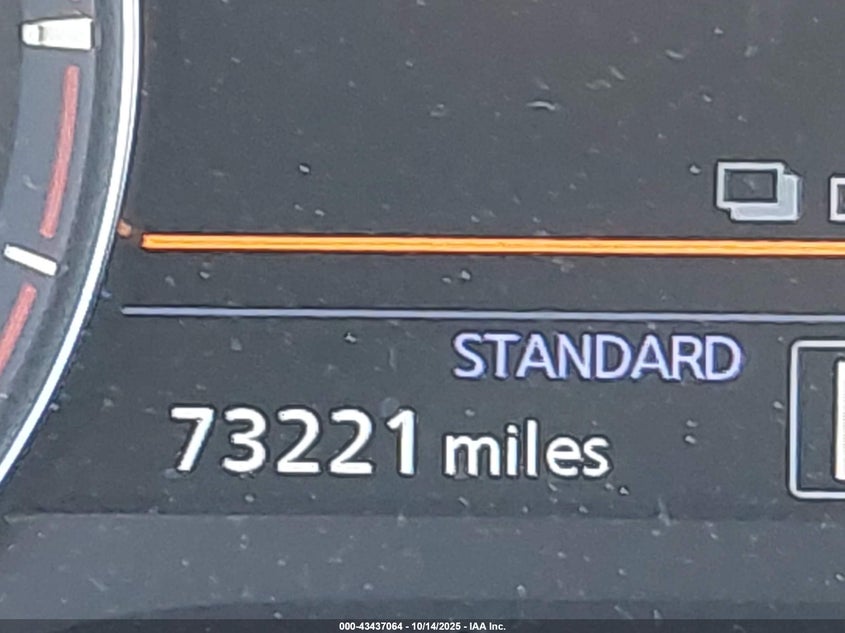 STANDARD
73221 miles
000-43437064 - 10/14/2025 - IAA Inc.